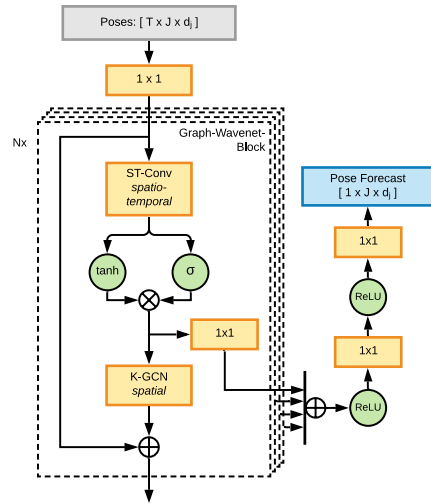 Poses: [ T x J x dj ]
1 x 1
Nx
Graph-Wavenet-
Block
ST-Conv
spatio-
temporal
tanh
σ
1x1
K-GCN
spatial
Pose Forecast
[ 1 x J x dj ]
1x1
ReLU
1x1
ReLU